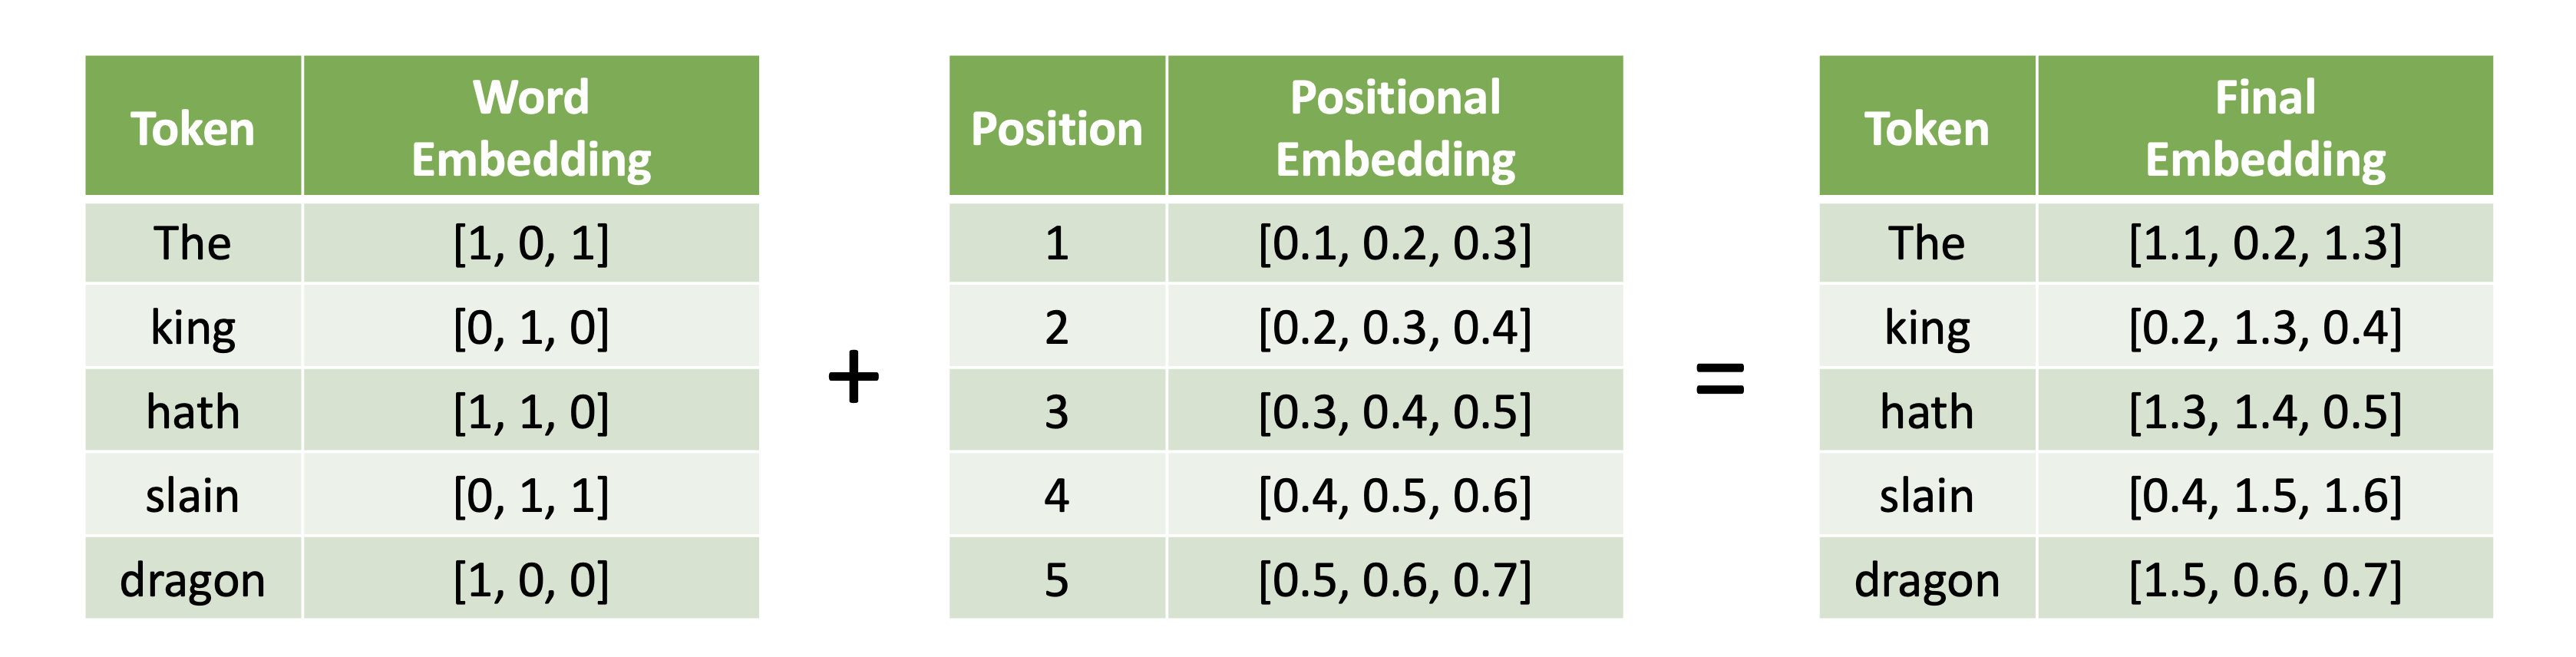 Token Word Embedding
The [1, 0, 1]
king [0, 1, 0]
hath [1, 1, 0]
slain [0, 1, 1]
dragon [1, 0, 0]
+
Position Positional Embedding
1 [0.1, 0.2, 0.3]
2 [0.2, 0.3, 0.4]
3 [0.3, 0.4, 0.5]
4 [0.4, 0.5, 0.6]
5 [0.5, 0.6, 0.7]
=
Token Final Embedding
The [1.1, 0.2, 1.3]
king [0.2, 1.3, 0.4]
hath [1.3, 1.4, 0.5]
slain [0.4, 1.5, 1.6]
dragon [1.5, 0.6, 0.7]